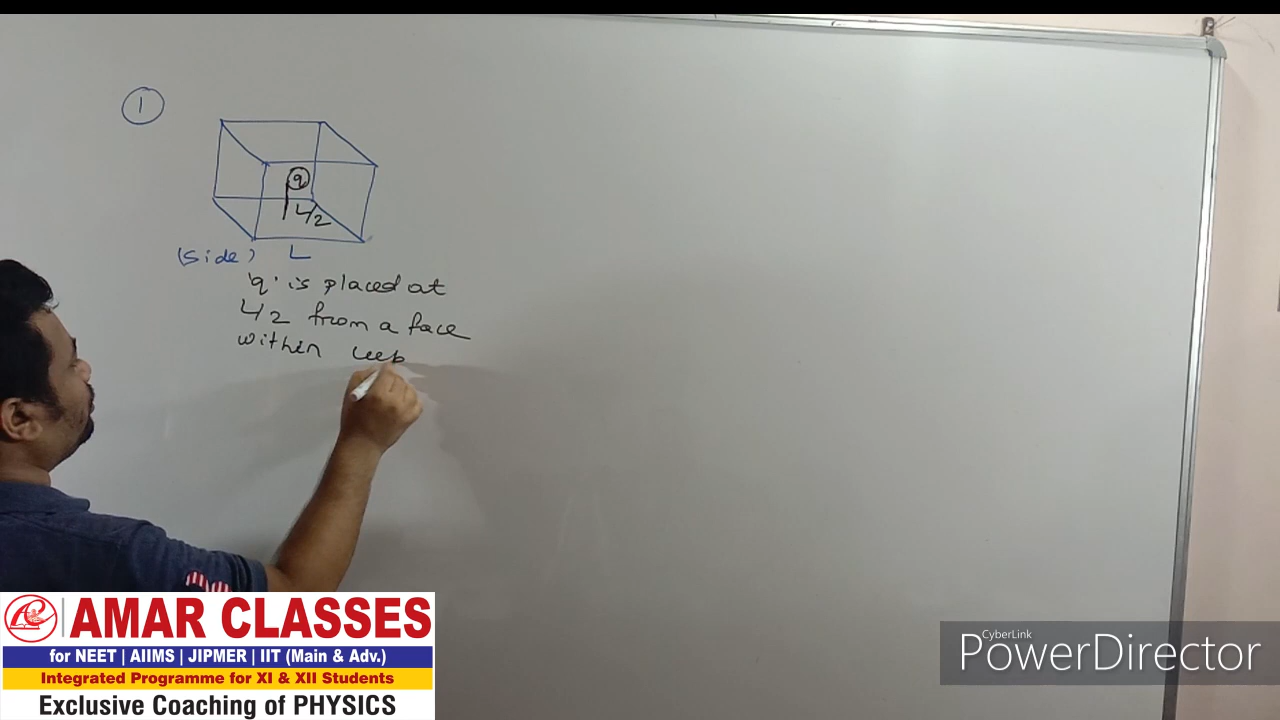 1
q
L/2
(Side) L
'q' is placed at
L/2 from a face
within cub
AMAR CLASSES
for NEET | AIIMS | JIPMER | IIT (Main & Adv.)
Integrated Programme for XI & XII Students
Exclusive Coaching of PHYSICS
CyberLink
PowerDirector